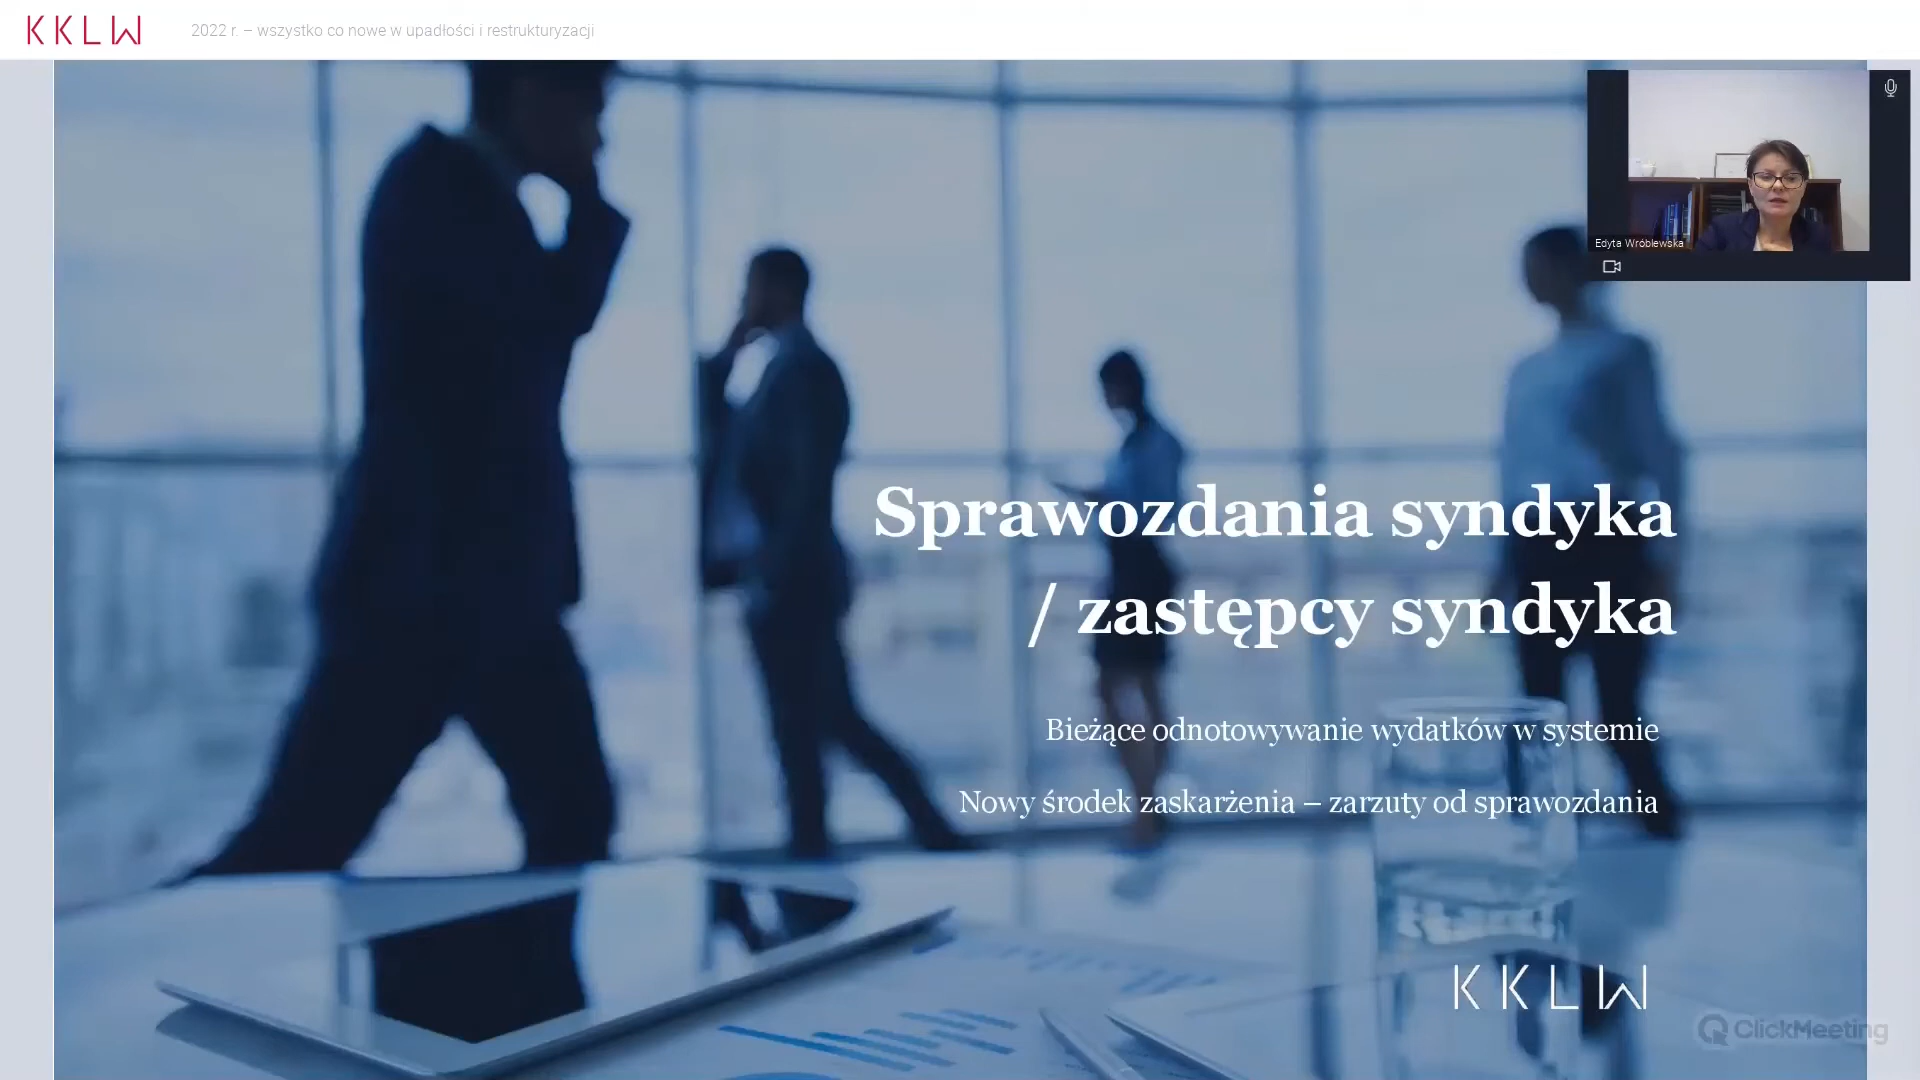 KKLW
2022 r. – wszystko co nowe w upadłości i restrukturyzacji
Edyta Wróblewska
Sprawozdania syndyka
/ zastępcy syndyka
Bieżące odnotowywanie wydatków w systemie
Nowy środek zaskarżenia – zarzuty od sprawozdania
KKLW
ClickMeeting